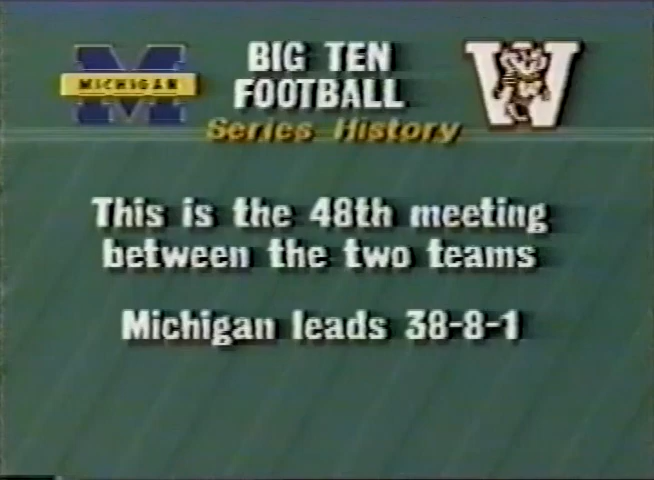 MICHIGAN
BIG TEN
FOOTBALL
W
Series History
This is the 48th meeting
between the two teams
Michigan leads 38-8-1